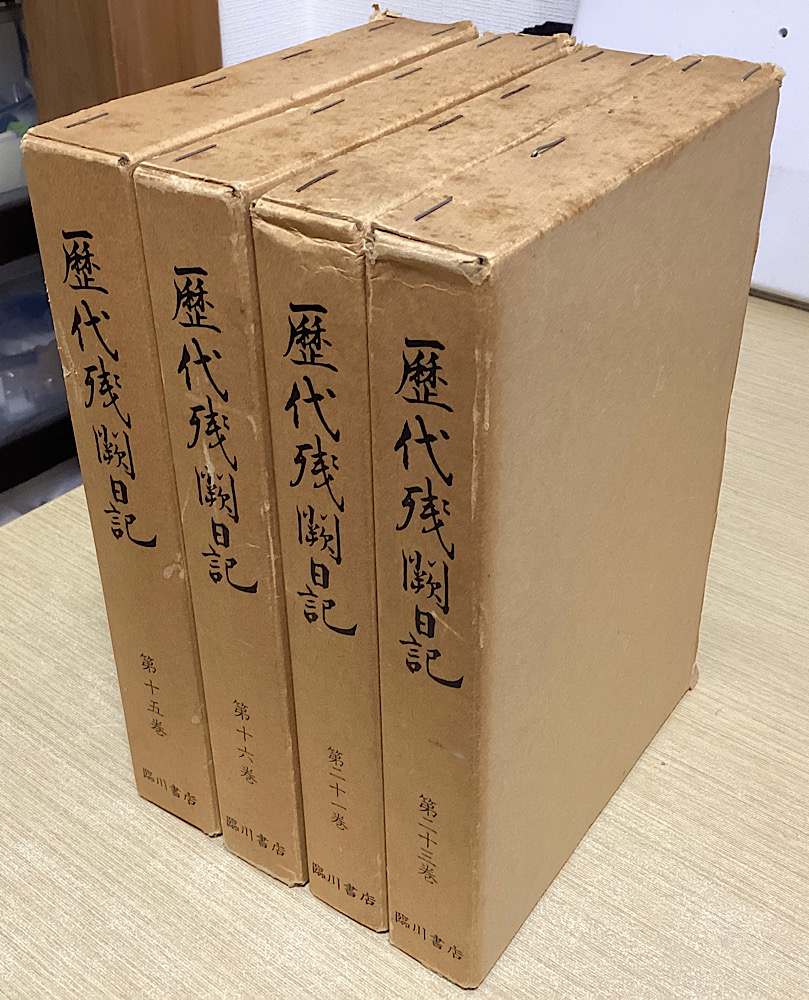 歴代残闕日記
第十五巻
臨川書店
歴代残闕日記
第十六巻
臨川書店
歴代残闕日記
第二十一巻
臨川書店
歴代残闕日記
第二十三巻
臨川書店